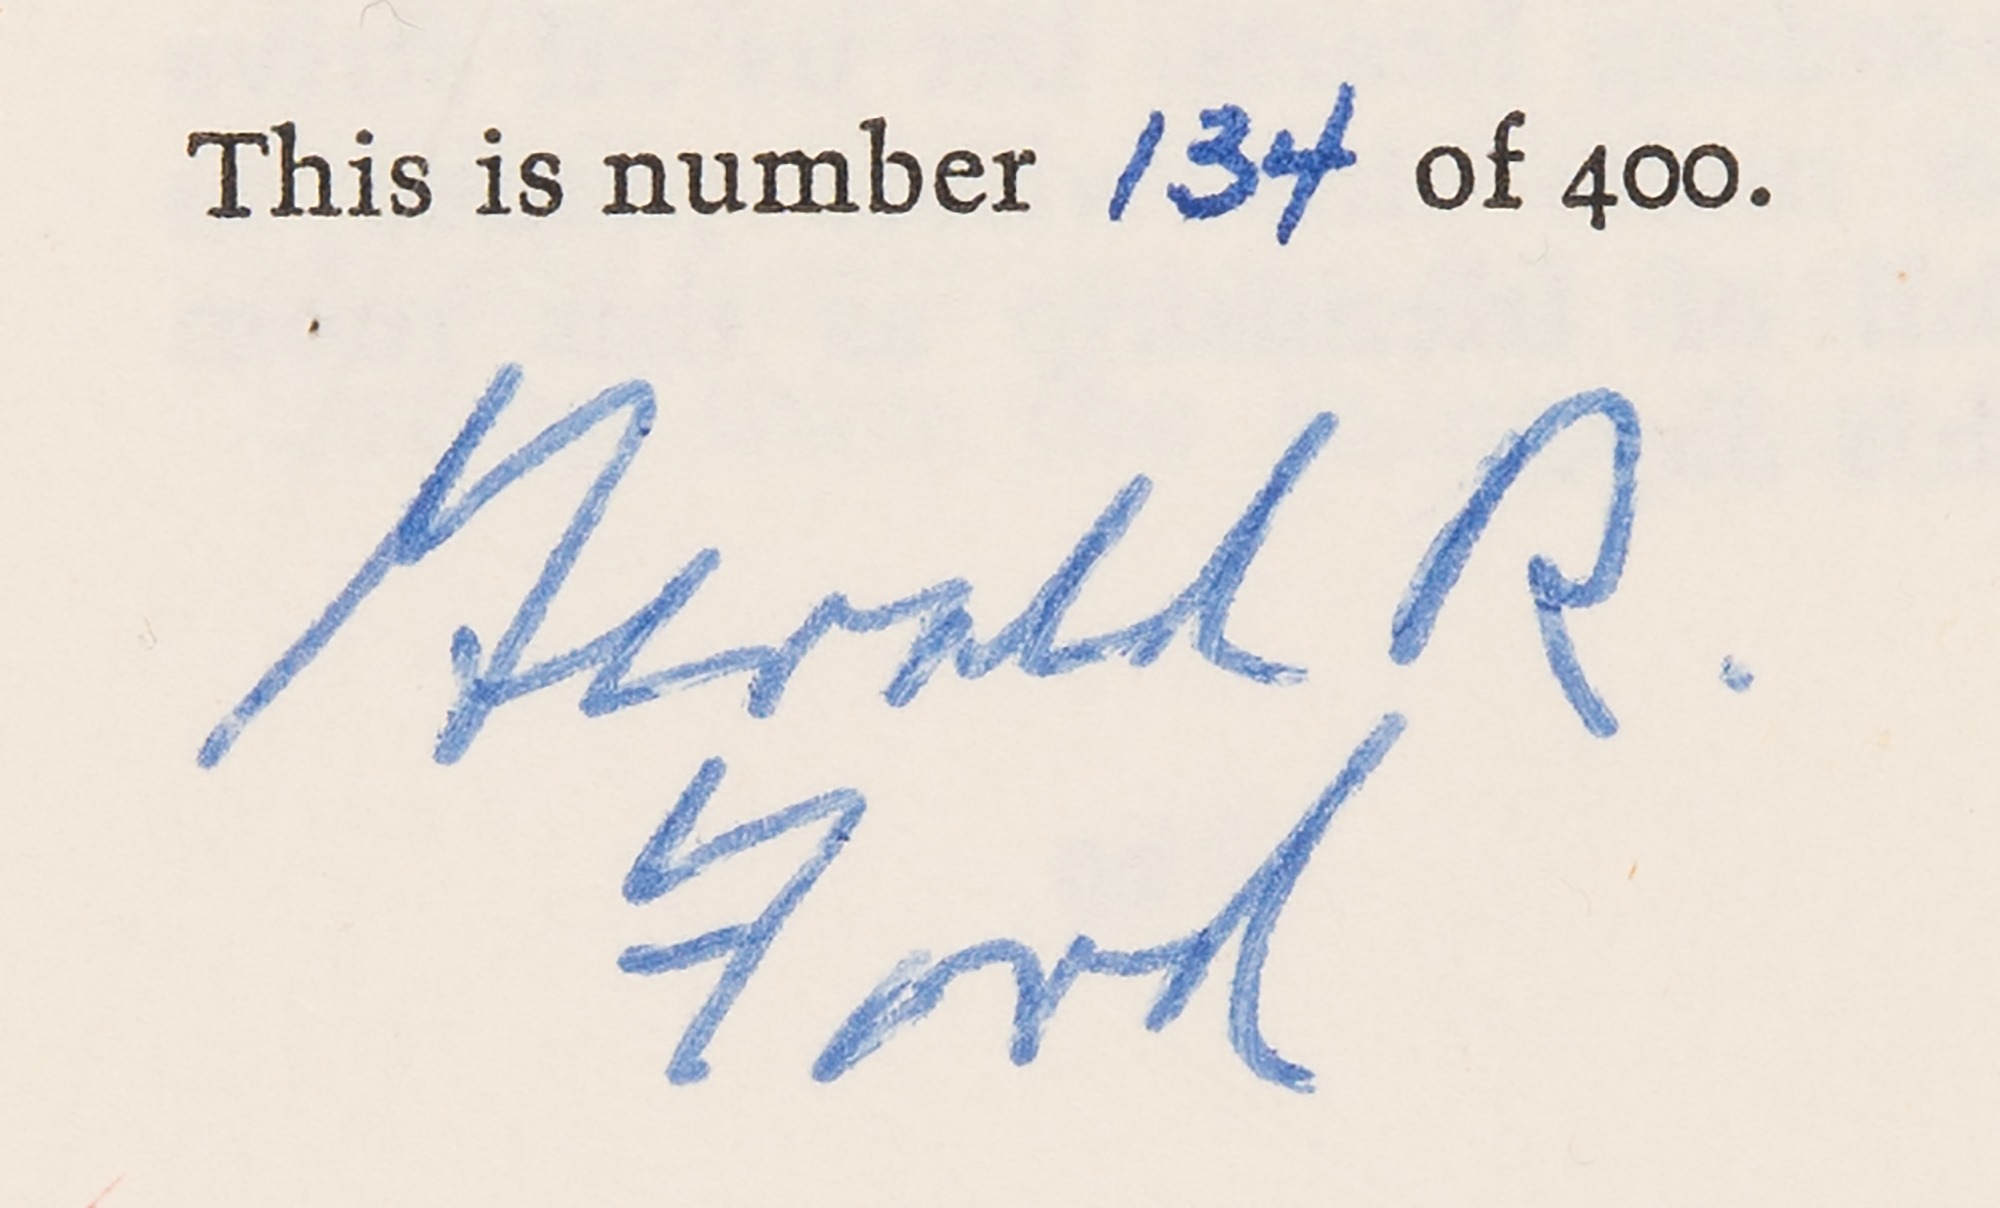 This is number 134 of 400.
Gerald R.
Ford